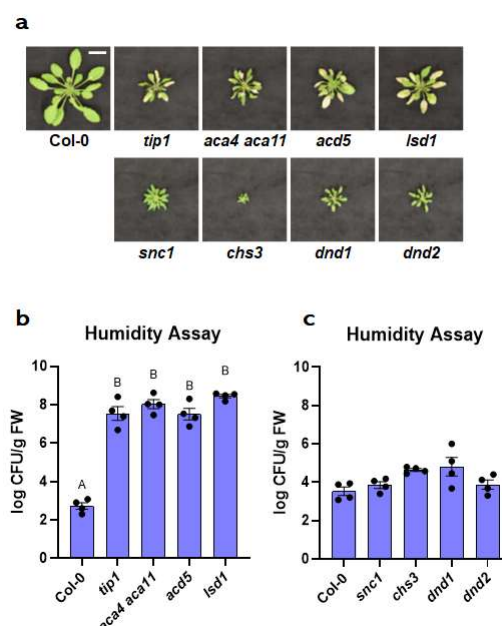 a
Col-0 tip1 aca4 aca11 acd5 lsd1
snc1 chs3 dnd1 dnd2
b
Humidity Assay
log CFU/g FW
10
8
6
4
2
0
A B B B B
Col-0 tip1 aca4 aca11 acd5 lsd1
c
Humidity Assay
log CFU/g FW
10
8
6
4
2
0
Col-0 snc1 chs3 dnd1 dnd2